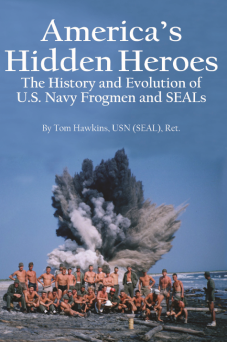 America's
Hidden Heroes
The History and Evolution of
U.S. Navy Frogmen and SEALs
By Tom Hawkins, USN (SEAL), Ret.